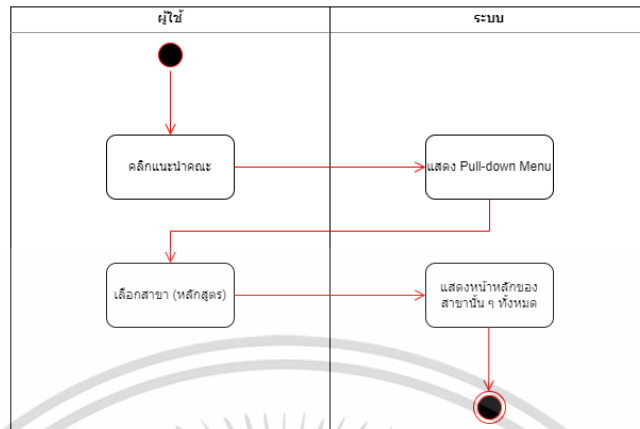 ผู้ใช้
ระบบ
คลิกแนะนำคณะ
แสดง Pull-down Menu
เลือกสาขา (หลักสูตร)
แสดงหน้าหลักของ
สาขานั้น ๆ ทั้งหมด